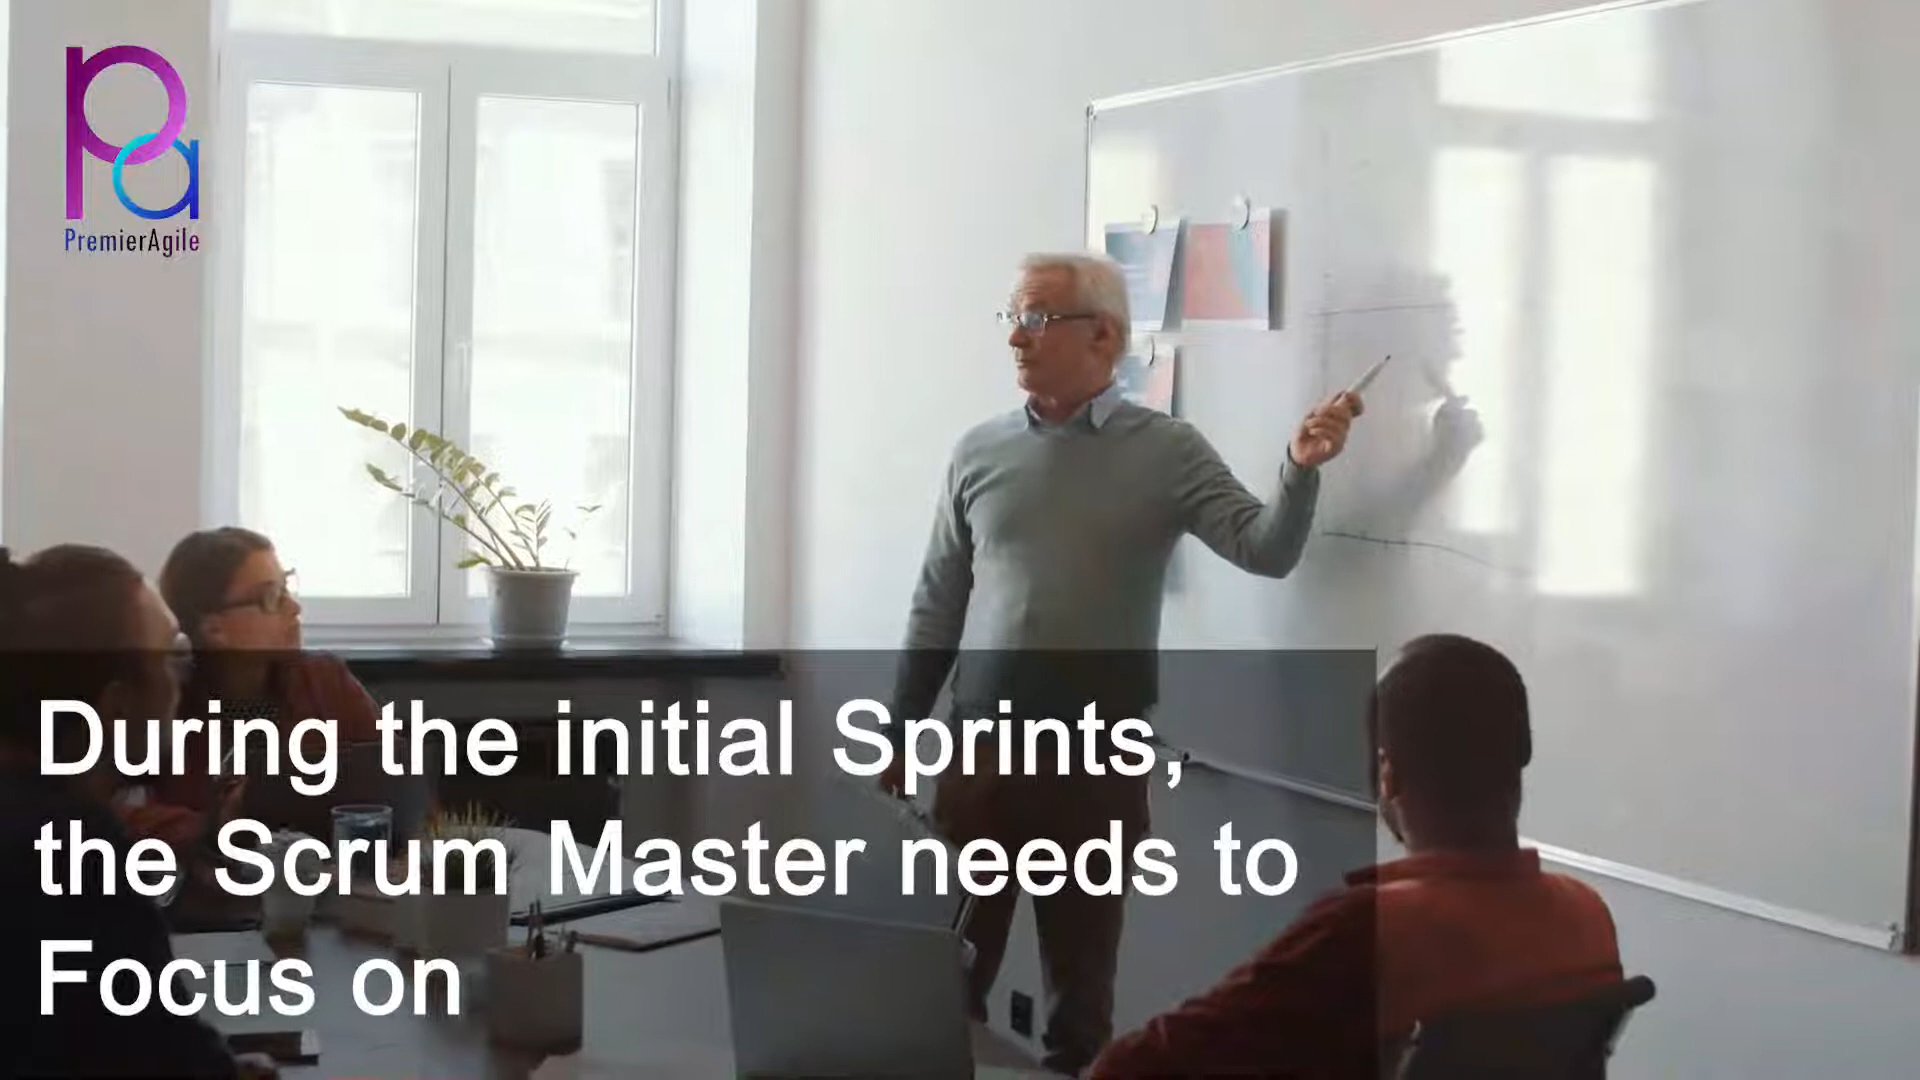 PremierAgile
During the initial Sprints,
the Scrum Master needs to
Focus on